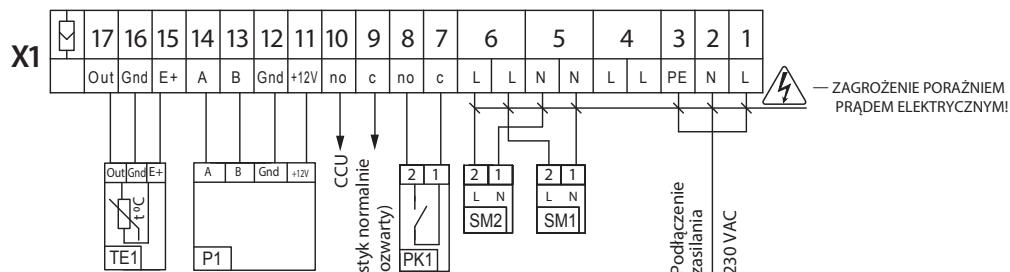 X1
17 16 15 14 13 12 11 10 9 8 7 6 5 4 3 2 1
Out Gnd E+ A B Gnd +12V no c no c L L N N L L PE N L
ZAGROŻENIE PORAŹNIEM
PRĄDEM ELEKTRYCZNYM!
Out Gnd E+
t ºC
TE1
A B Gnd +12V
P1
CCU
styk normalnie
ozwarty)
2 1
PK1
2 1
L N
SM2
2 1
L N
SM1
Podłączenie
zasilania
230 VAC